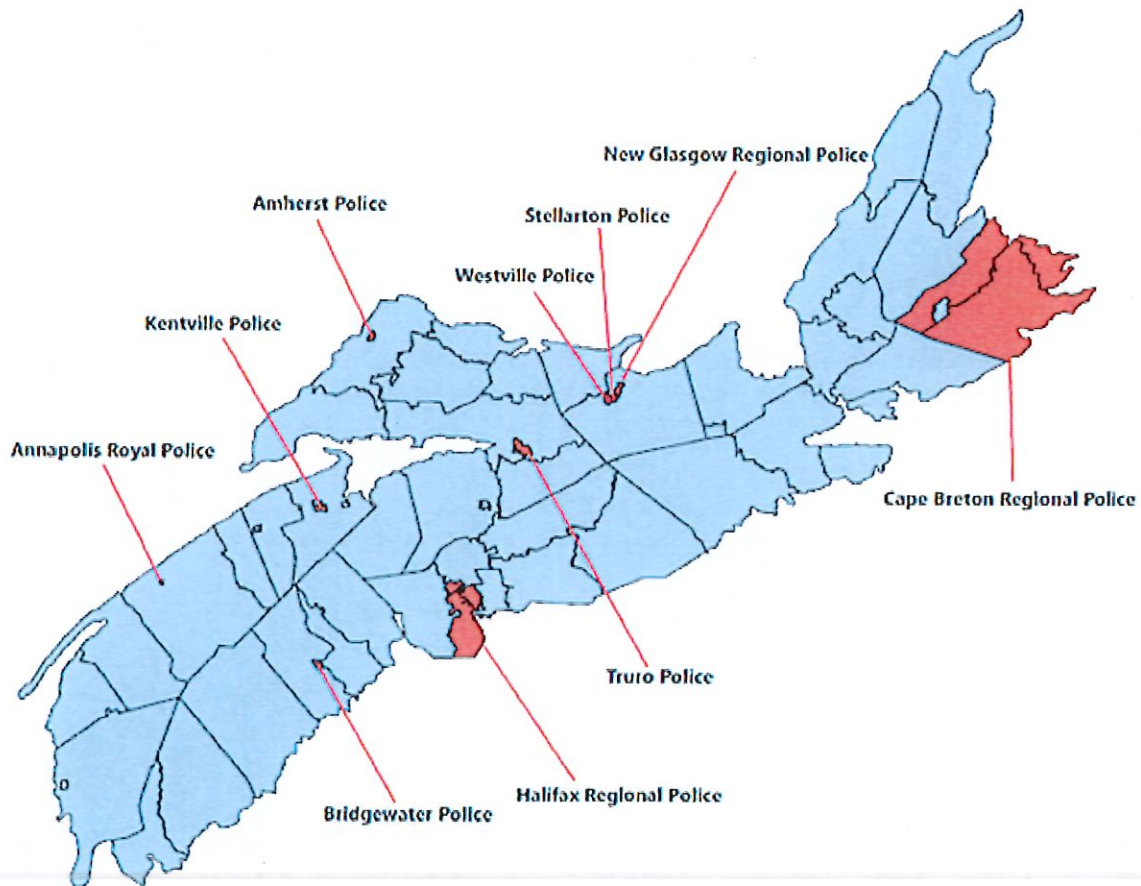 New Glasgow Regional Police
Amherst Police
Stellarton Police
Westville Police
Kentville Police
Annapolis Royal Police
Cape Breton Regional Police
Truro Police
Halifax Regional Police
Bridgewater Police